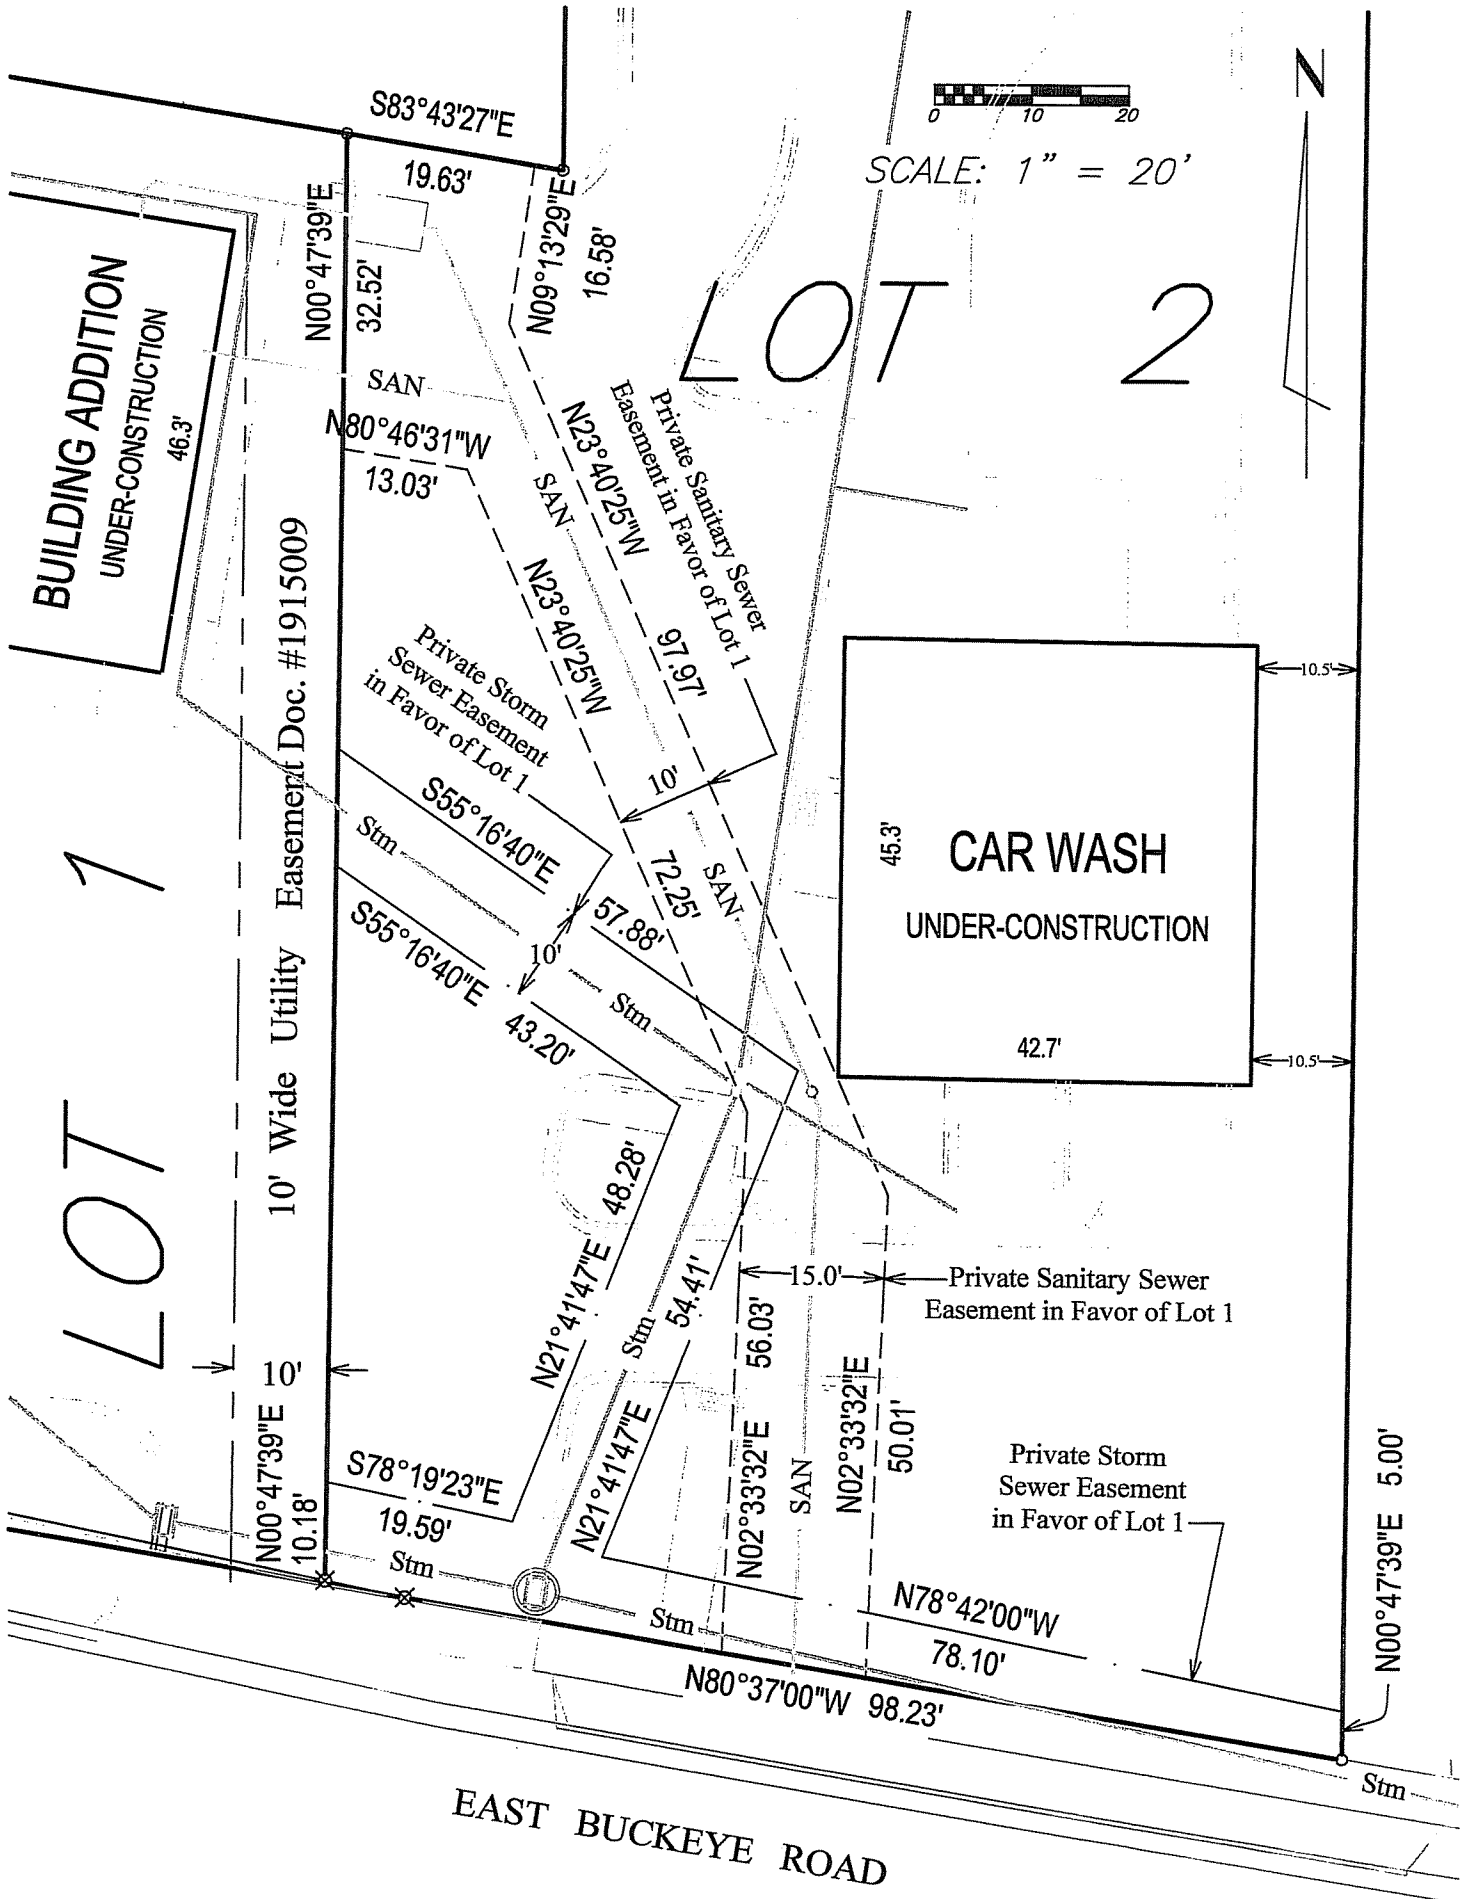 N
0 10 20
SCALE: 1" = 20'
S83°43'27"E
19.63'
N00°47'39"E
32.52'
N09°13'29"E
16.58'
LOT 2
BUILDING ADDITION
UNDER-CONSTRUCTION
46.3'
SAN
N80°46'31"W
13.03'
SAN
N23°40'25"W
97.97'
Private Sanitary Sewer
Easement in Favor of Lot 1
N23°40'25"W
72.25'
10'
SAN
Private Storm
Sewer Easement
in Favor of Lot 1
S55°16'40"E
57.88'
Stm
10'
S55°16'40"E
43.20'
Stm
10' Wide Utility Easement Doc. #1915009
LOT 1
CAR WASH
UNDER-CONSTRUCTION
45.3'
42.7'
10.5'
10.5'
N21°41'47"E 48.28'
Stm
N21°41'47"E
54.41'
15.0'
Private Sanitary Sewer
Easement in Favor of Lot 1
N02°33'32"E 56.03'
SAN
N02°33'32"E
50.01'
10'
N00°47'39"E
10.18'
S78°19'23"E
19.59'
Stm
Stm
Private Storm
Sewer Easement
in Favor of Lot 1
N78°42'00"W
78.10'
N00°47'39"E 5.00'
N80°37'00"W 98.23'
Stm
EAST BUCKEYE ROAD